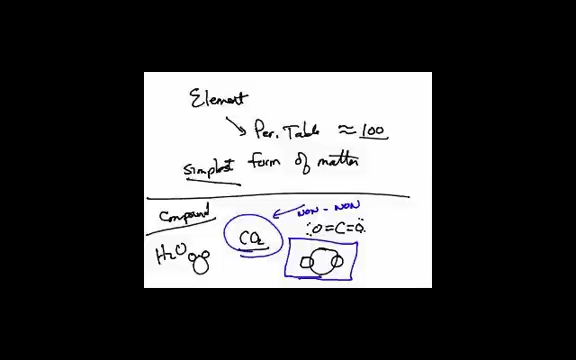 Element
Per. Table ≈ 100
simplest form of matter
Compound
NON - NON
CO₂
:O=C=O:
H₂O